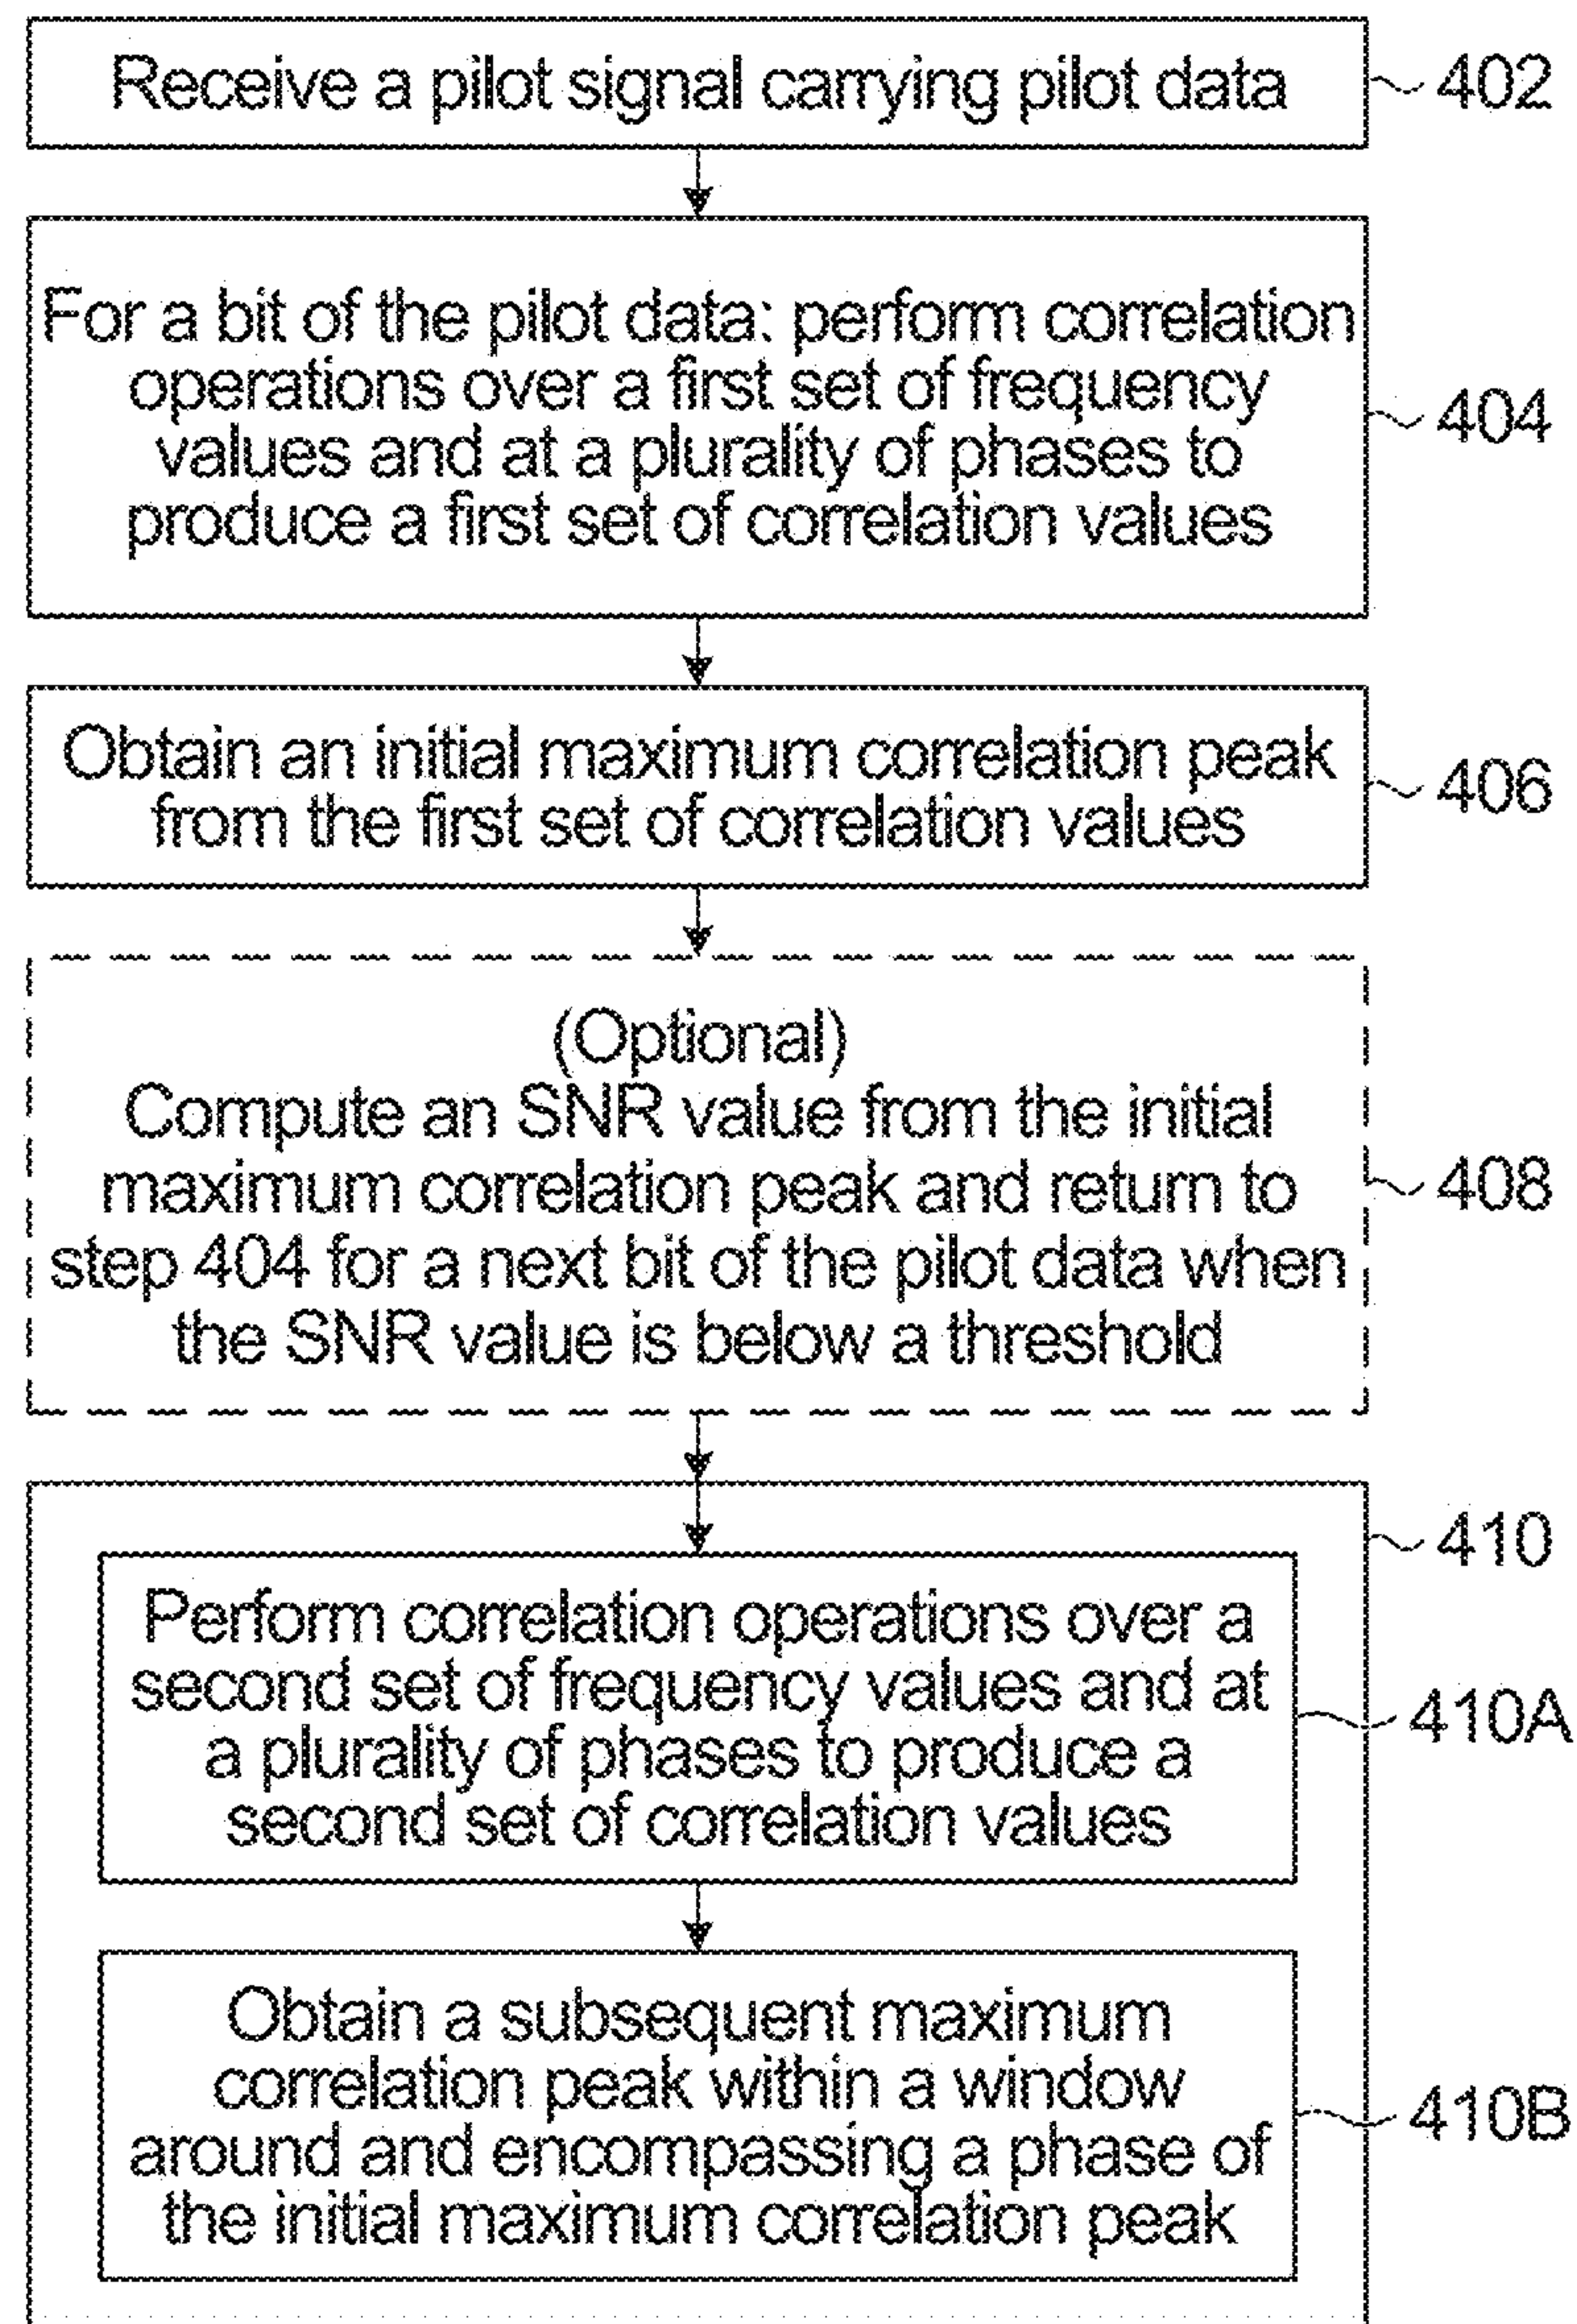 Receive a pilot signal carrying pilot data
402
For a bit of the pilot data: perform correlation
operations over a first set of frequency
values and at a plurality of phases to
produce a first set of correlation values
404
Obtain an initial maximum correlation peak
from the first set of correlation values
406
(Optional)
Compute an SNR value from the initial
maximum correlation peak and return to
step 404 for a next bit of the pilot data when
the SNR value is below a threshold
408
410
Perform correlation operations over a
second set of frequency values and at
a plurality of phases to produce a
second set of correlation values
410A
Obtain a subsequent maximum
correlation peak within a window
around and encompassing a phase of
the initial maximum correlation peak
410B